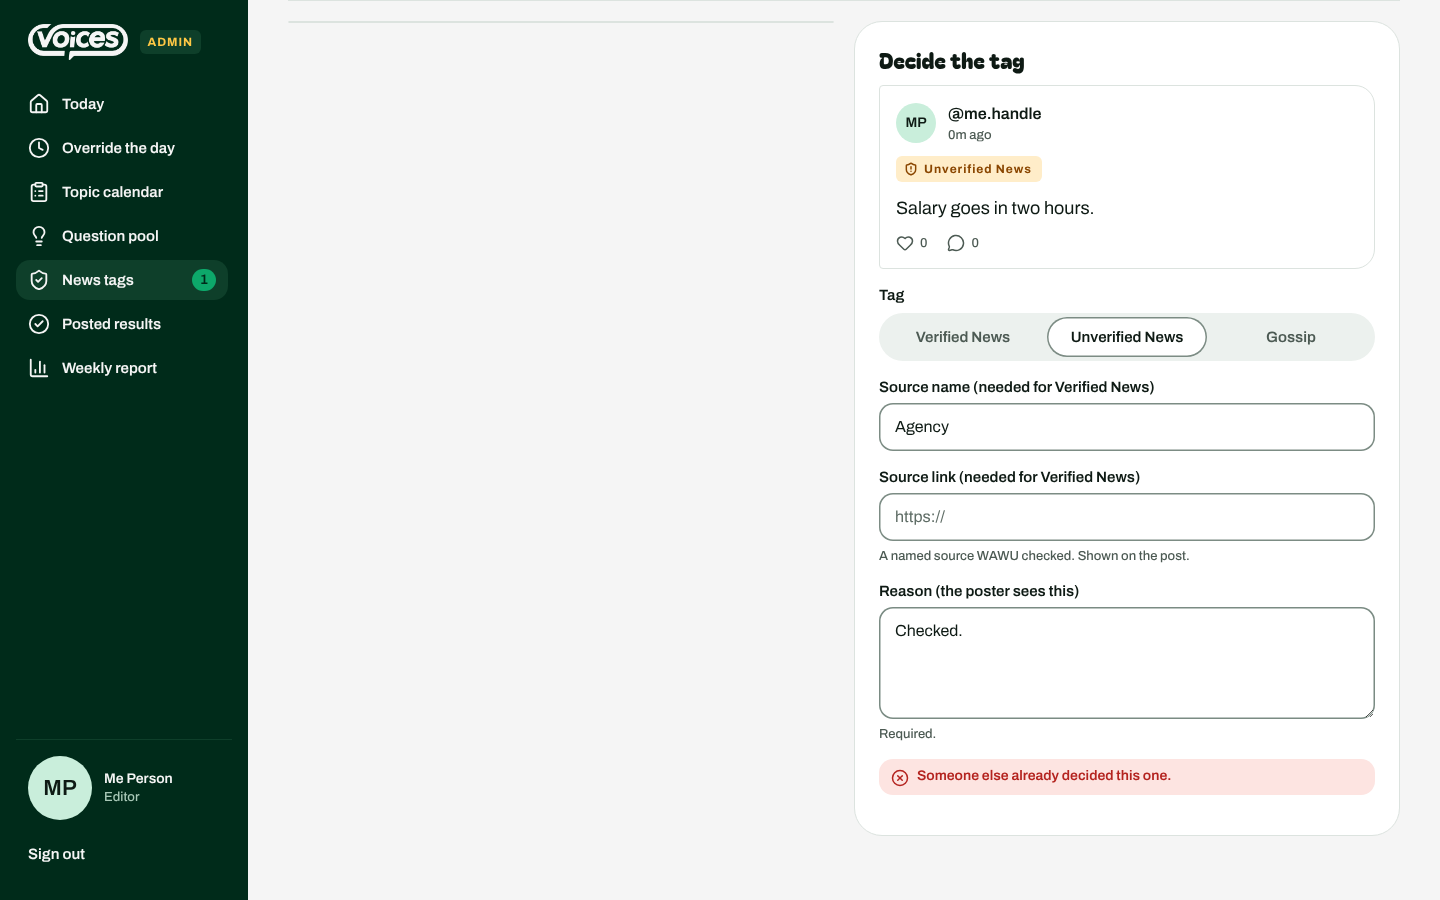 Voices
ADMIN
Today
Override the day
Topic calendar
Question pool
News tags
1
Posted results
Weekly report
MP
Me Person
Editor
Sign out
Decide the tag
MP
@me.handle
0m ago
Unverified News
Salary goes in two hours.
0
0
Tag
Verified News
Unverified News
Gossip
Source name (needed for Verified News)
Agency
Source link (needed for Verified News)
https://
A named source WAWU checked. Shown on the post.
Reason (the poster sees this)
Checked.
Required.
Someone else already decided this one.